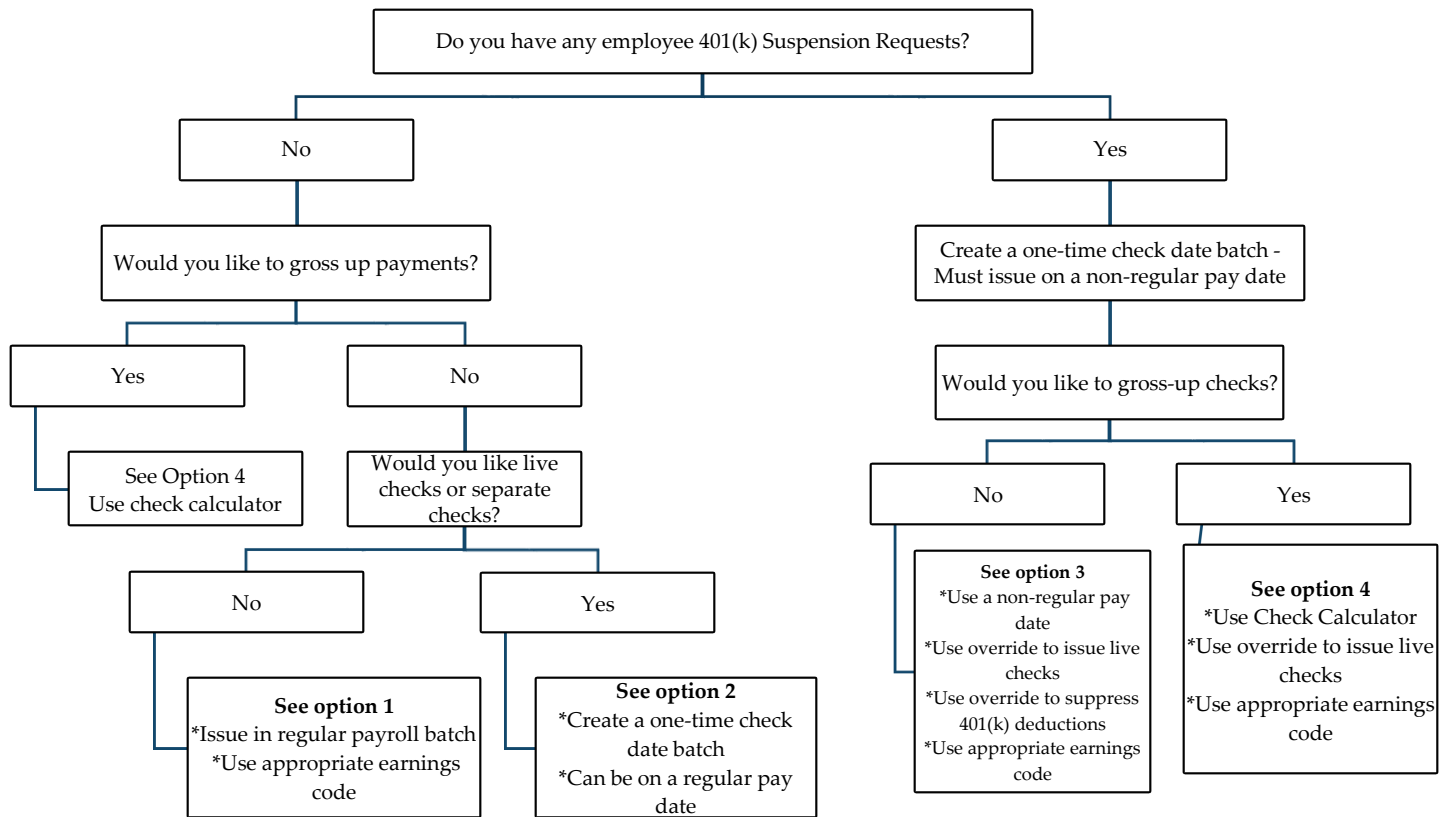 Do you have any employee 401(k) Suspension Requests?
No
Yes
Would you like to gross up payments?
Create a one-time check date batch -
Must issue on a non-regular pay date
Yes
No
Would you like to gross-up checks?
See Option 4
Use check calculator
Would you like live
checks or separate
checks?
No
Yes
No
Yes
See option 1
*Issue in regular payroll batch
*Use appropriate earnings
code
See option 2
*Create a one-time check
date batch
*Can be on a regular pay
date
See option 3
*Use a non-regular pay
date
*Use override to issue live
checks
*Use override to suppress
401(k) deductions
*Use appropriate earnings
code
See option 4
*Use Check Calculator
*Use override to issue live
checks
*Use appropriate earnings
code